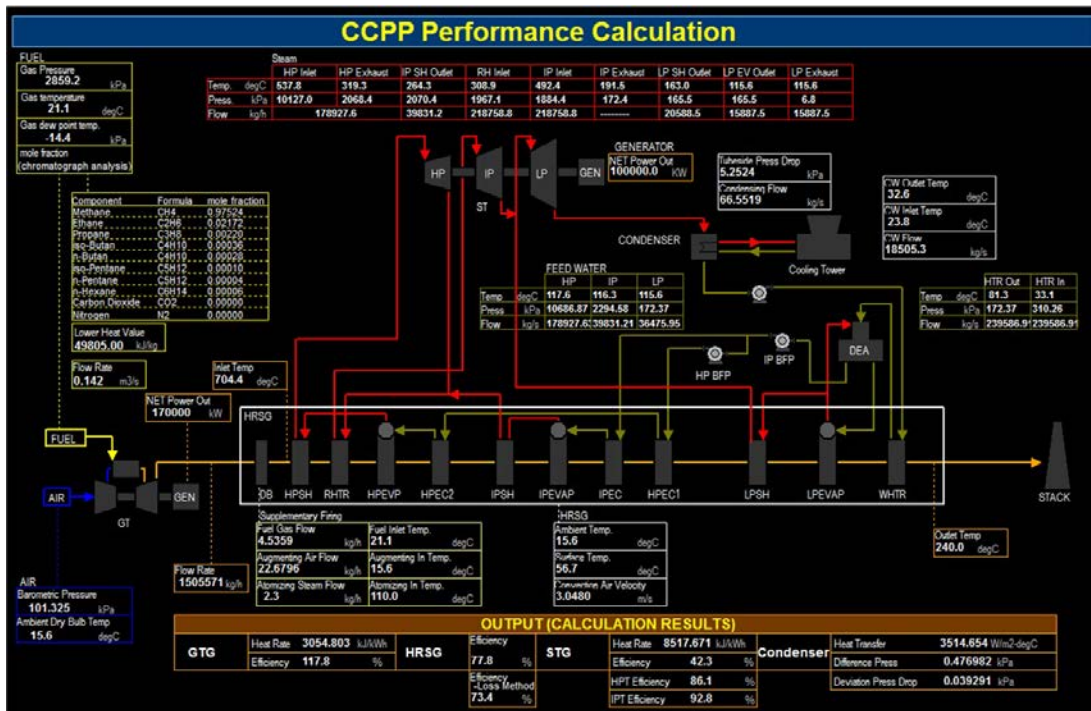 CCPP Performance Calculation
FUEL
Gas Pressure
2859.2 kPa
Gas temperature
21.1 degC
Gas dew point temp.
-14.4 kPa
mole fraction
(chromatograph analysis)
Steam
HP Inlet HP Exhaust IP SH Outlet RH Inlet IP Inlet IP Exhaust LP SH Outlet LP EV Outlet LP Exhaust
Temp. degC 537.8 319.3 264.3 308.9 492.4 191.5 163.0 115.6 115.6
Press. kPa 10127.0 2068.4 2070.4 1967.1 1884.4 172.4 165.5 165.5 6.8
Flow kg/h 178927.6 39831.2 218758.8 218758.8 -------- 20588.5 15887.5 15887.5
Component Formula mole fraction
Methane CH4 0.97524
Ethane C2H6 0.02172
Propane C3H8 0.00220
iso-Butan C4H10 0.00036
n-Butan C4H10 0.00028
iso-Pentane C5H12 0.00010
n-Pentane C5H12 0.00004
n-Hexane C6H14 0.00006
Carbon Dioxide CO2 0.00000
Nitrogen N2 0.00000
Lower Heat Value
49805.00 kJ/kg
Flow Rate
0.142 m3/s
HP
IP
LP
GEN
ST
GENERATOR
NET Power Out
100000.0 KW
Tubeside Press Drop
5.2524 kPa
Condensing Flow
66.5519 kg/s
CW Outlet Temp
32.6 degC
CW Inlet Temp
23.8 degC
CW Flow
18505.3 kg/s
CONDENSER
Cooling Tower
FEED WATER
HP IP LP
Temp degC 117.6 116.3 115.6
Press kPa 10686.87 2294.58 172.37
Flow kg/s 178927.63 39831.21 36475.95
HTR Out HTR In
Temp degC 81.3 33.1
Press kPa 172.37 310.26
Flow kg/s 239586.91 239586.91
HP BFP
IP BFP
DEA
Inlet Temp
704.4 degC
NET Power Out
170000 kW
HRSG
FUEL
AIR
GT
GEN
DB HPSH RHTR HPEVP HPEC2 IPSH IPEVAP IPEC HPEC1 LPSH LPEVAP WHTR
STACK
Supplementary Firing
Fuel Gas Flow
4.5359 kg/h
Fuel Inlet Temp.
21.1 degC
Augmenting Air Flow
22.6796 kg/h
Augmenting In Temp.
15.6 degC
Atomizing Steam Flow
2.3 kg/h
Atomizing In Temp.
110.0 degC
HRSG
Ambient Temp.
15.6 degC
Surface Temp.
56.7 degC
Convection Air Velocity
3.0480 m/s
Outlet Temp
240.0 degC
Flow Rate
1505571 kg/h
AIR
Barometric Pressure
101.325 kPa
Ambient Dry Bulb Temp
15.6 degC
OUTPUT (CALCULATION RESULTS)
GTG
Heat Rate 3054.803 kJ/kWh
Efficiency 117.8 %
HRSG
Efficiency
77.8 %
Efficiency
-Loss Method
73.4 %
STG
Heat Rate 8517.671 kJ/kWh
Efficiency 42.3 %
HPT Efficiency 86.1 %
IPT Efficiency 92.8 %
Condenser
Heat Transfer 3514.654 W/m2-degC
Difference Press 0.476982 kPa
Deviation Press Drop 0.039291 kPa